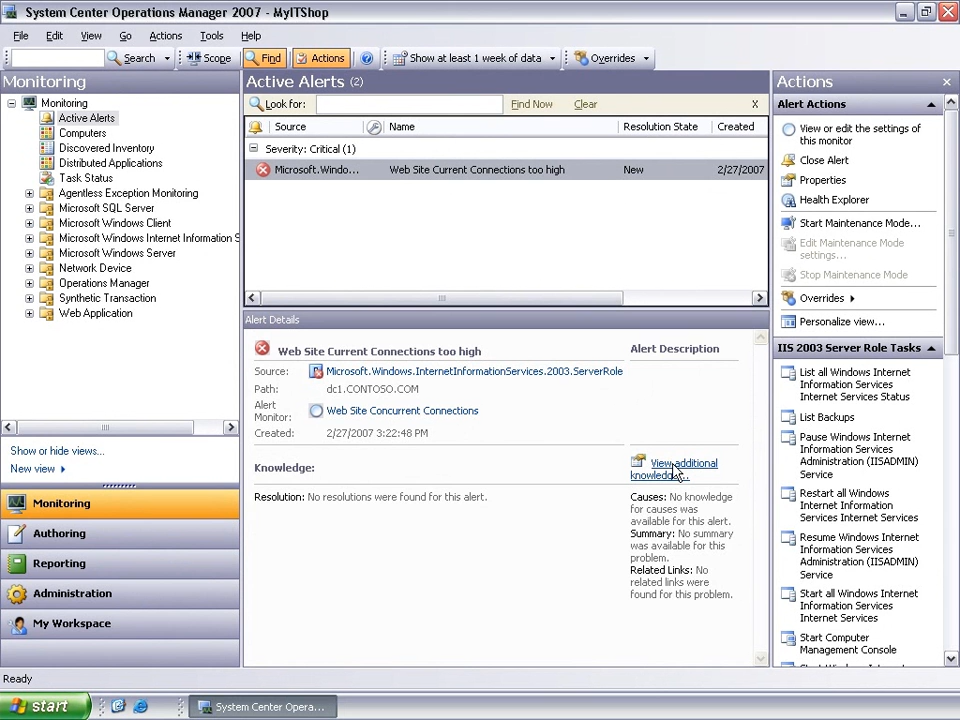 System Center Operations Manager 2007 - MyITShop
File Edit View Go Actions Tools Help
Search Scope Find Actions Show at least 1 week of data Overrides
Monitoring
Monitoring
Active Alerts
Computers
Discovered Inventory
Distributed Applications
Task Status
Agentless Exception Monitoring
Microsoft SQL Server
Microsoft Windows Client
Microsoft Windows Internet Information S
Microsoft Windows Server
Network Device
Operations Manager
Synthetic Transaction
Web Application
Show or hide views...
New view
Monitoring
Authoring
Reporting
Administration
My Workspace
Active Alerts (2)
Look for: Find Now Clear X
Source Name Resolution State Created
Severity: Critical (1)
Microsoft.Windo... Web Site Current Connections too high New 2/27/2007
Alert Details
Web Site Current Connections too high
Source: Microsoft.Windows.InternetInformationServices.2003.ServerRole
Path: dc1.CONTOSO.COM
Alert
Monitor: Web Site Concurrent Connections
Created: 2/27/2007 3:22:48 PM
Knowledge:
Resolution: No resolutions were found for this alert.
Alert Description
View additional
knowledge...
Causes: No knowledge
for causes was
available for this alert.
Summary: No summary
was available for this
problem.
Related Links: No
related links were
found for this problem.
Actions
Alert Actions
View or edit the settings of
this monitor
Close Alert
Properties
Health Explorer
Start Maintenance Mode...
Edit Maintenance Mode
settings...
Stop Maintenance Mode
Overrides
Personalize view...
IIS 2003 Server Role Tasks
List all Windows Internet
Information Services
Internet Services Status
List Backups
Pause Windows Internet
Information Services
Administration (IISADMIN)
Service
Restart all Windows
Internet Information
Services Internet Services
Resume Windows Internet
Information Services
Administration (IISADMIN)
Service
Start all Windows Internet
Information Services
Internet Services
Start Computer
Management Console
Ready
start System Center Opera...